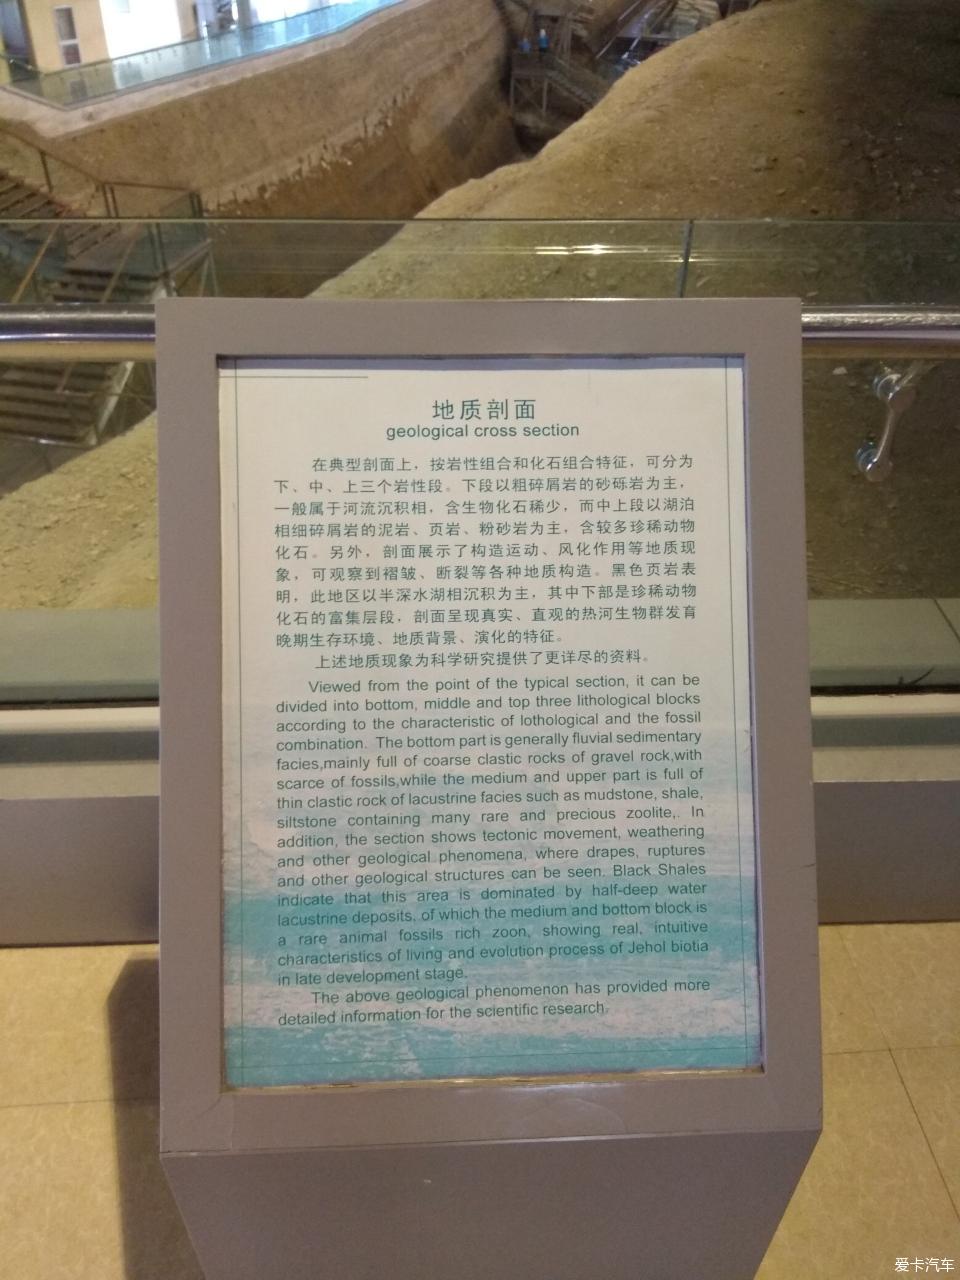 地质剖面
geological cross section
在典型剖面上，按岩性组合和化石组合特征，可分为
下、中、上三个岩性段。下段以粗碎屑岩的砂砾岩为主，
一般属于河流沉积相，含生物化石稀少，而中上段以湖泊
相细碎屑岩的泥岩、页岩、粉砂岩为主，含较多珍稀动物
化石。另外，剖面展示了构造运动、风化作用等地质现
象，可观察到褶皱、断裂等各种地质构造。黑色页岩表
明，此地区以半深水湖相沉积为主，其中下部是珍稀动物
化石的富集层段，剖面呈现真实、直观的热河生物群发育
晚期生存环境、地质背景、演化的特征。
上述地质现象为科学研究提供了更详尽的资料。
Viewed from the point of the typical section, it can be
divided into bottom, middle and top three lithological blocks
according to the characteristic of lothological and the fossil
combination. The bottom part is generally fluvial sedimentary
facies,mainly full of coarse clastic rocks of gravel rock,with
scarce of fossils,while the medium and upper part is full of
thin clastic rock of lacustrine facies such as mudstone, shale,
siltstone containing many rare and precious zoolite,. In
addition, the section shows tectonic movement, weathering
and other geological phenomena, where drapes, ruptures
and other geological structures can be seen. Black Shales
indicate that this area is dominated by half-deep water
lacustrine deposits, of which the medium and bottom block is
a rare animal fossils rich zoon, showing real, intuitive
characteristics of living and evolution process of Jehol biotia
in late development stage.
The above geological phenomenon has provided more
detailed information for the scientific research.
爱卡汽车